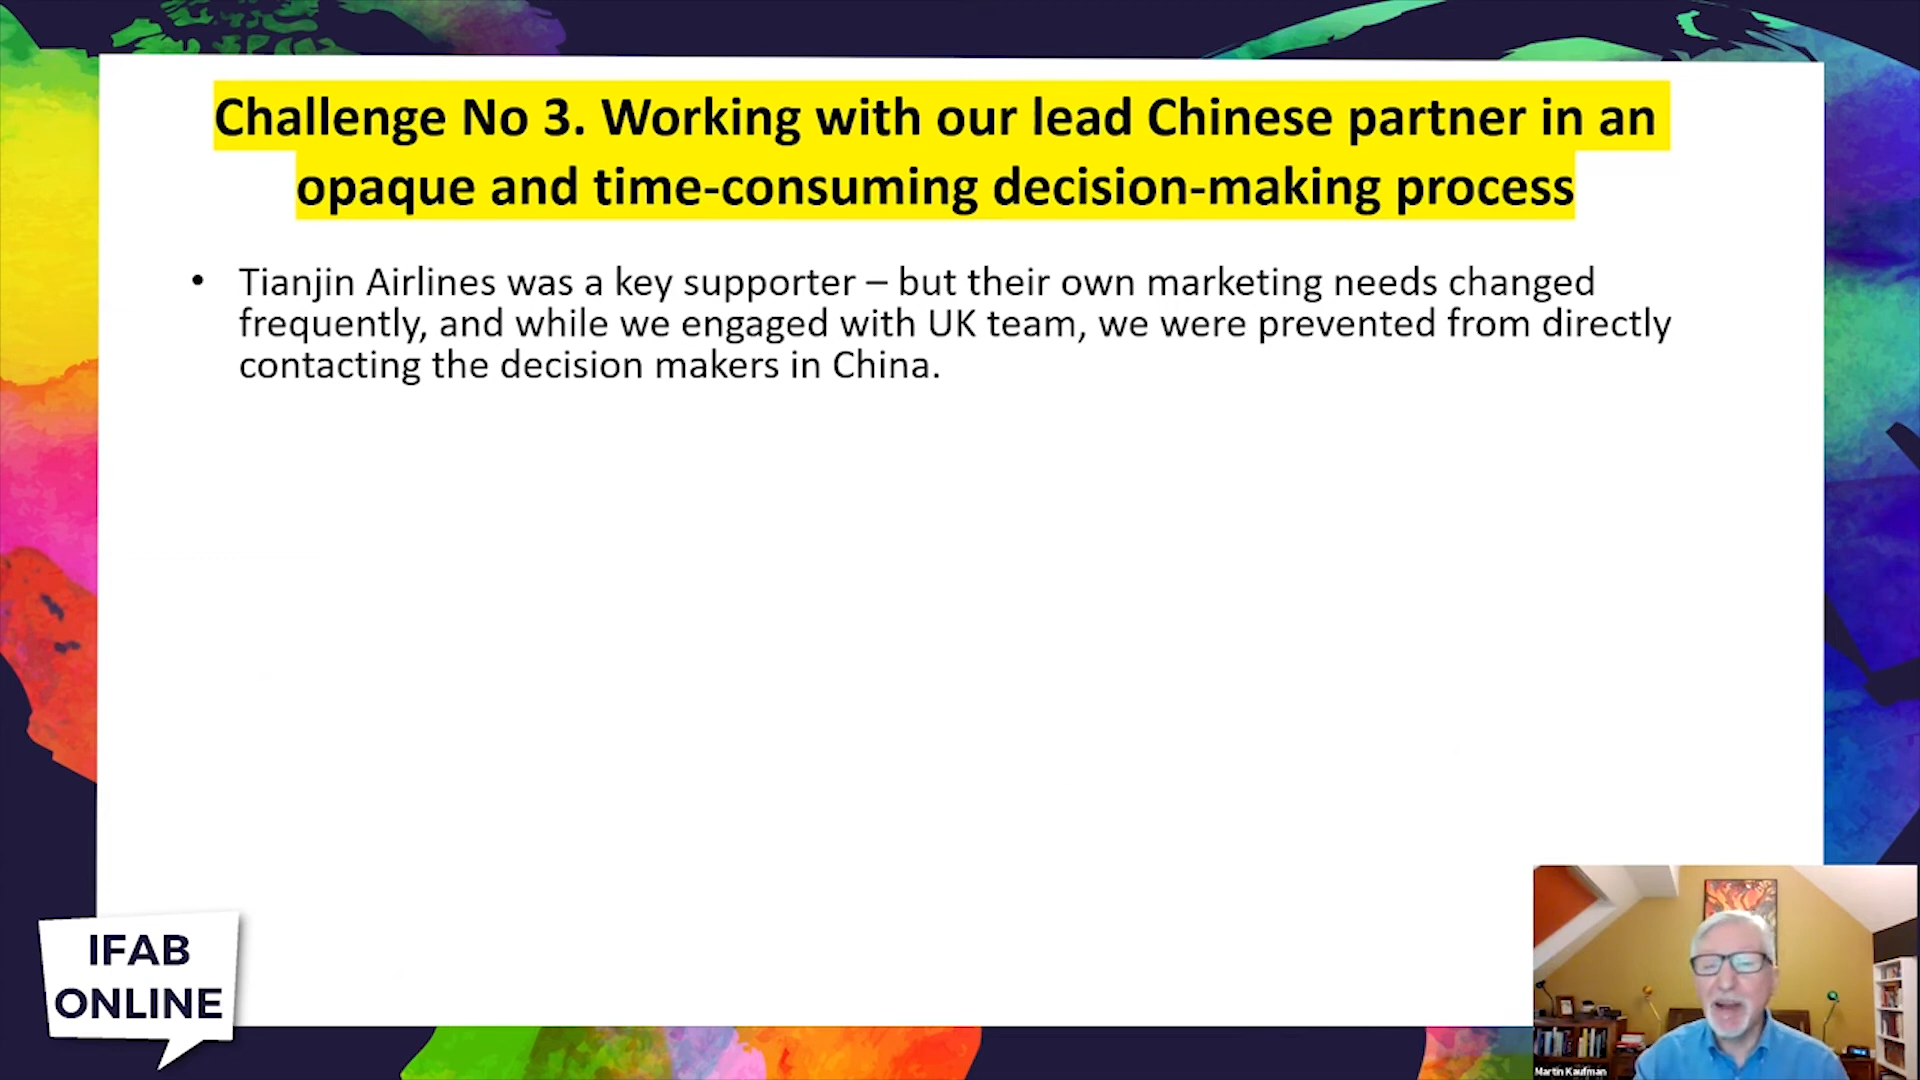 Challenge No 3. Working with our lead Chinese partner in an
opaque and time-consuming decision-making process
• Tianjin Airlines was a key supporter – but their own marketing needs changed
frequently, and while we engaged with UK team, we were prevented from directly
contacting the decision makers in China.
IFAB
ONLINE
Martin Kaufman